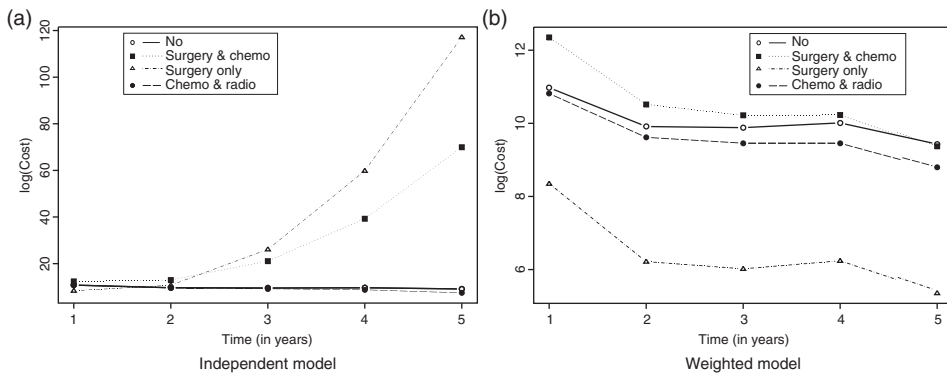 (a)
No
Surgery & chemo
Surgery only
Chemo & radio
log(Cost)
120
100
80
60
40
20
1 2 3 4 5
Time (in years)
Independent model
(b)
No
Surgery & chemo
Surgery only
Chemo & radio
log(Cost)
12
10
8
6
1 2 3 4 5
Time (in years)
Weighted model